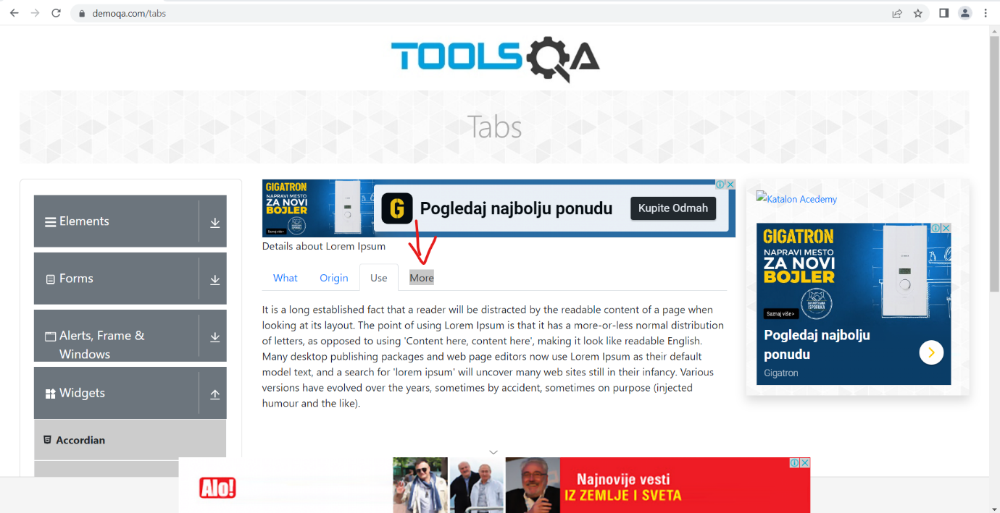 demoqa.com/tabs
TOOLSQA
Tabs
Elements
Forms
Alerts, Frame &
Windows
Widgets
Accordian
GIGATRON
NAPRAVI MESTO
ZA NOVI
BOJLER
Saznaj više>
G
Pogledaj najbolju ponudu
Kupite Odmah
Details about Lorem Ipsum
What
Origin
Use
More
It is a long established fact that a reader will be distracted by the readable content of a page when
looking at its layout. The point of using Lorem Ipsum is that it has a more-or-less normal distribution
of letters, as opposed to using 'Content here, content here', making it look like readable English.
Many desktop publishing packages and web page editors now use Lorem Ipsum as their default
model text, and a search for 'lorem ipsum' will uncover many web sites still in their infancy. Various
versions have evolved over the years, sometimes by accident, sometimes on purpose (injected
humour and the like).
Katalon Acedemy
GIGATRON
NAPRAVI MESTO
ZA NOVI
BOJLER
Saznaj više>
Pogledaj najbolju
ponudu
Gigatron
Alo!
Najnovije vesti
IZ ZEMLJE I SVETA